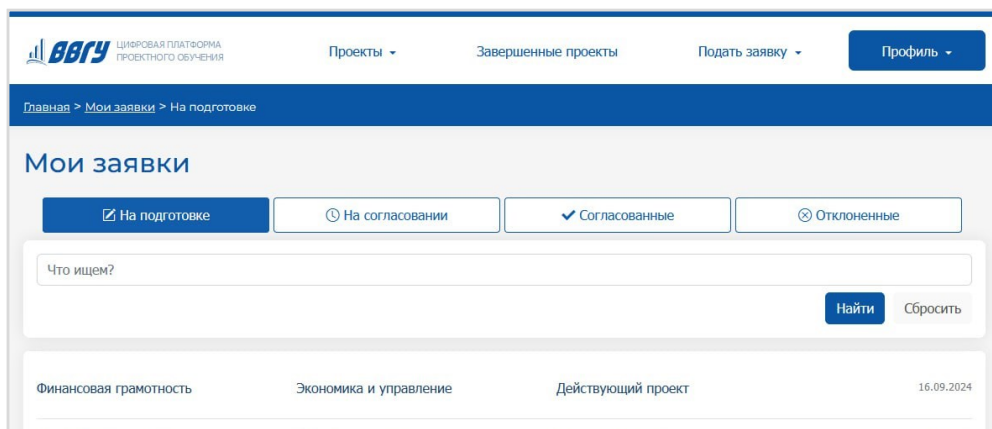 ВВГУ
ЦИФРОВАЯ ПЛАТФОРМА
ПРОЕКТНОГО ОБУЧЕНИЯ
Проекты
Завершенные проекты
Подать заявку
Профиль
Главная > Мои заявки > На подготовке
Мои заявки
На подготовке
На согласовании
Согласованные
Отклоненные
Что ищем?
Найти
Сбросить
Финансовая грамотность
Экономика и управление
Действующий проект
16.09.2024